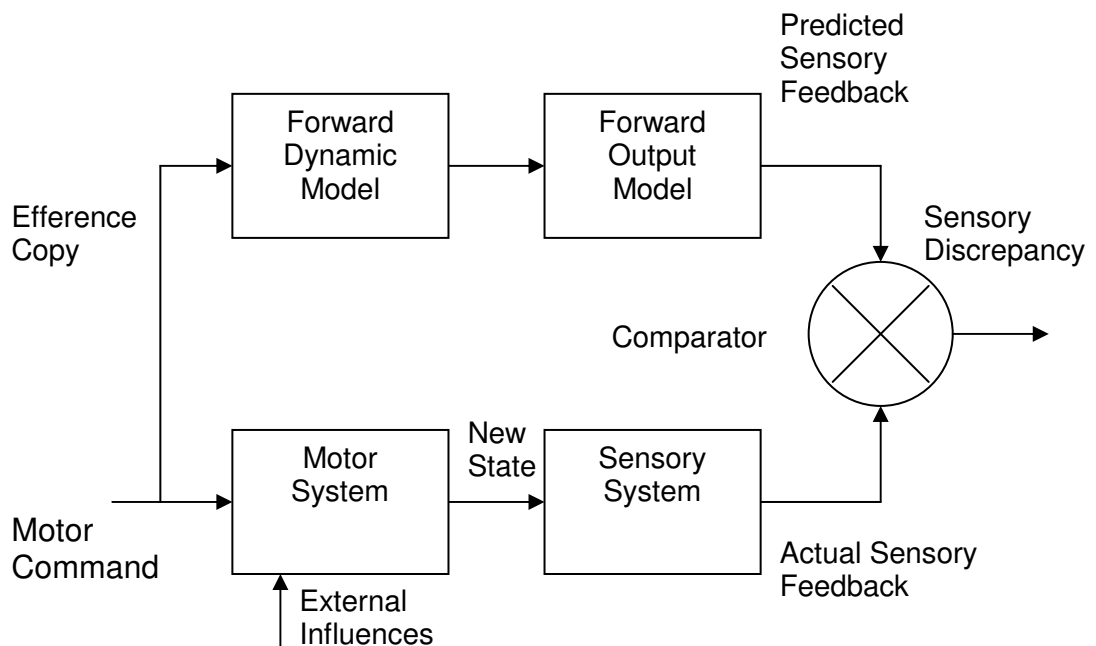 Predicted
Sensory
Feedback
Forward
Dynamic
Model
Forward
Output
Model
Efference
Copy
Sensory
Discrepancy
Comparator
Motor
System
New
State
Sensory
System
Motor
Command
Actual Sensory
Feedback
External
Influences